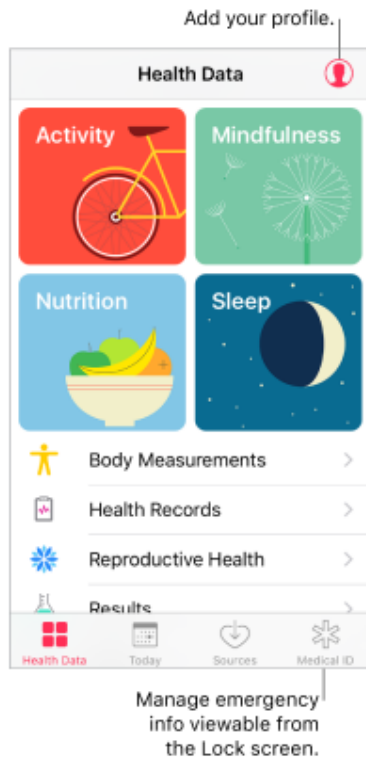 Add your profile.
Health Data
Activity
Mindfulness
Nutrition
Sleep
Body Measurements
Health Records
Reproductive Health
Results
Health Data
Today
Sources
Medical ID
Manage emergency
info viewable from
the Lock screen.